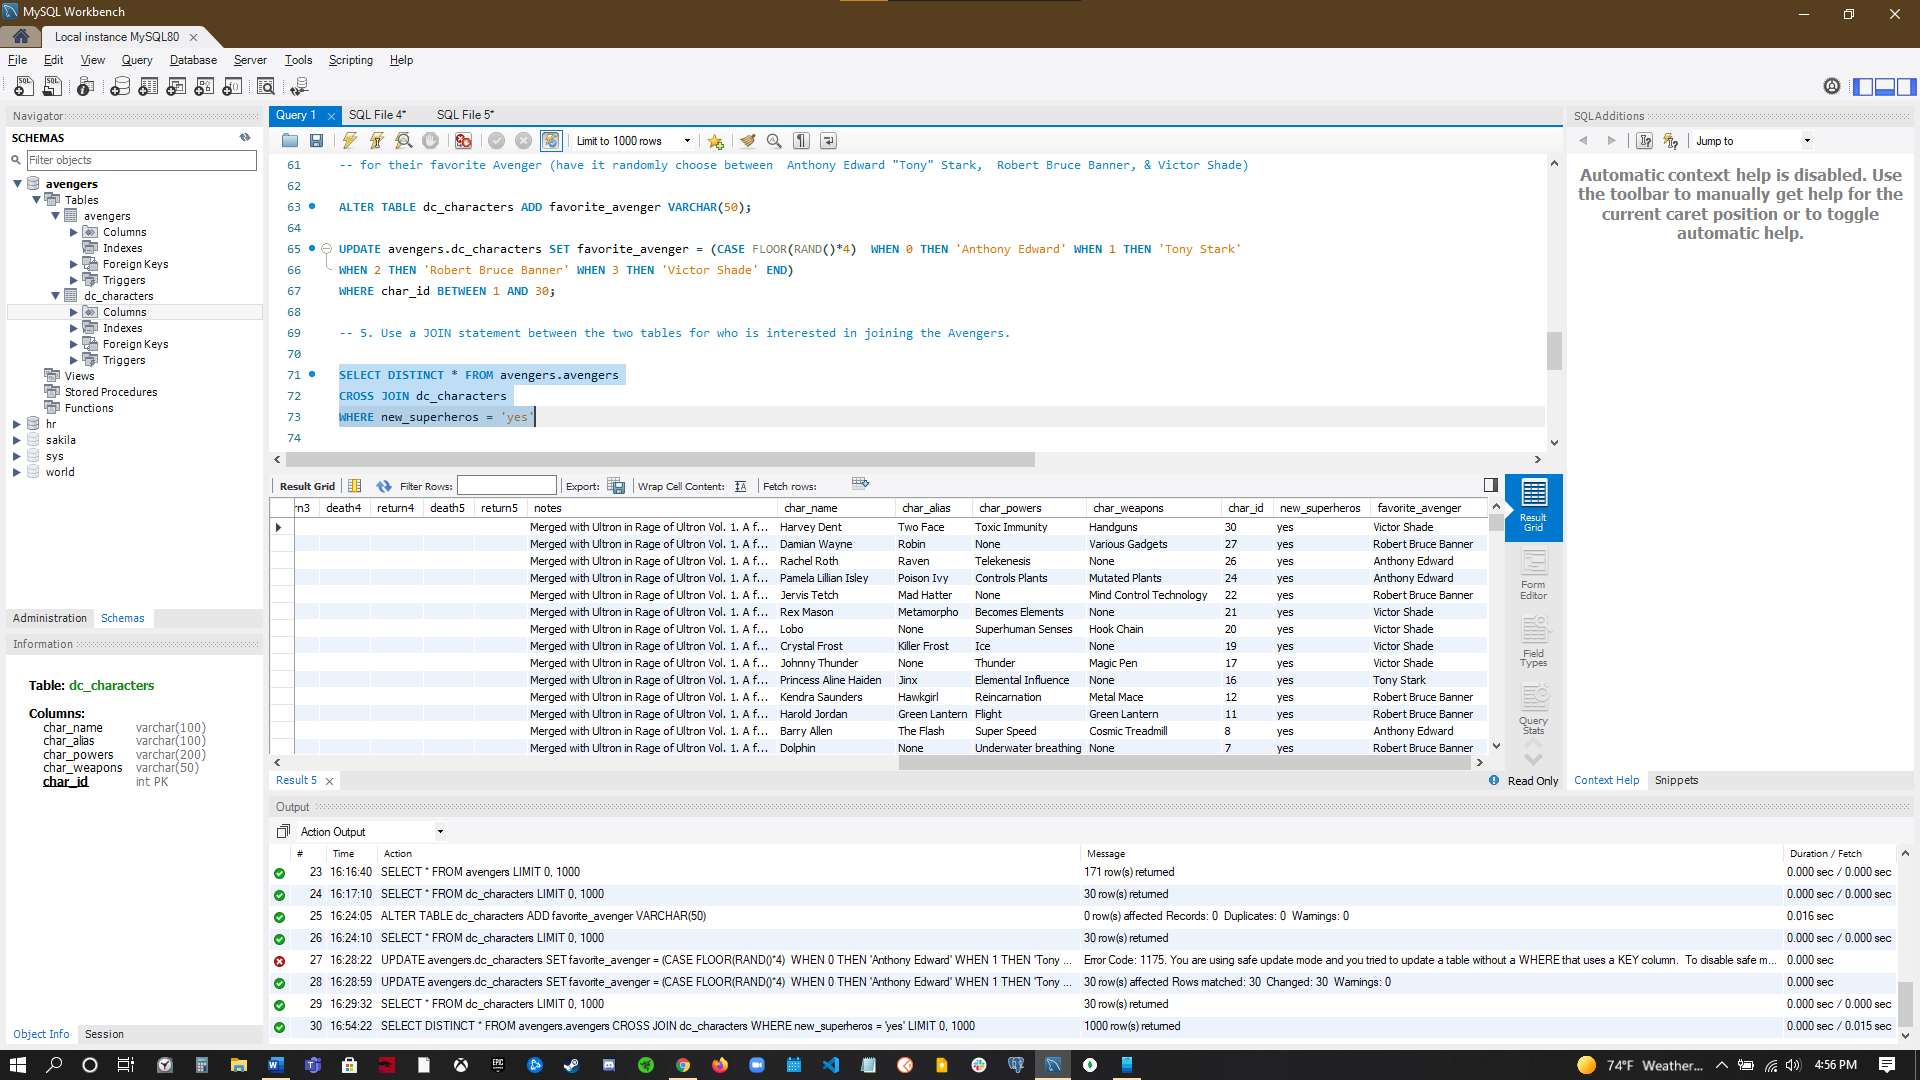 MySQL Workbench
Local instance MySQL80
File Edit View Query Database Server Tools Scripting Help
Navigator
SCHEMAS
Filter objects
avengers
Tables
avengers
Columns
Indexes
Foreign Keys
Triggers
dc_characters
Columns
Indexes
Foreign Keys
Triggers
Views
Stored Procedures
Functions
hr
sakila
sys
world
Administration Schemas
Information
Table: dc_characters
Columns:
char_name varchar(100)
char_alias varchar(100)
char_powers varchar(200)
char_weapons varchar(50)
char_id int PK
Object Info Session
Query 1 SQL File 4* SQL File 5*
Limit to 1000 rows
61 -- for their favorite Avenger (have it randomly choose between  Anthony Edward "Tony" Stark,  Robert Bruce Banner, & Victor Shade)
62
63 ALTER TABLE dc_characters ADD favorite_avenger VARCHAR(50);
64
65 UPDATE avengers.dc_characters SET favorite_avenger = (CASE FLOOR(RAND()*4)  WHEN 0 THEN 'Anthony Edward' WHEN 1 THEN 'Tony Stark'
66 WHEN 2 THEN 'Robert Bruce Banner' WHEN 3 THEN 'Victor Shade' END)
67 WHERE char_id BETWEEN 1 AND 30;
68
69 -- 5. Use a JOIN statement between the two tables for who is interested in joining the Avengers.
70
71 SELECT DISTINCT * FROM avengers.avengers
72 CROSS JOIN dc_characters
73 WHERE new_superheros = 'yes'
74
Result Grid Filter Rows: Export: Wrap Cell Content: Fetch rows:
rn3 death4 return4 death5 return5 notes char_name char_alias char_powers char_weapons char_id new_superheros favorite_avenger
Merged with Ultron in Rage of Ultron Vol. 1. A f... Harvey Dent Two Face Toxic Immunity Handguns 30 yes Victor Shade
Merged with Ultron in Rage of Ultron Vol. 1. A f... Damian Wayne Robin None Various Gadgets 27 yes Robert Bruce Banner
Merged with Ultron in Rage of Ultron Vol. 1. A f... Rachel Roth Raven Telekenesis None 26 yes Anthony Edward
Merged with Ultron in Rage of Ultron Vol. 1. A f... Pamela Lillian Isley Poison Ivy Controls Plants Mutated Plants 24 yes Anthony Edward
Merged with Ultron in Rage of Ultron Vol. 1. A f... Jervis Tetch Mad Hatter None Mind Control Technology 22 yes Robert Bruce Banner
Merged with Ultron in Rage of Ultron Vol. 1. A f... Rex Mason Metamorpho Becomes Elements None 21 yes Victor Shade
Merged with Ultron in Rage of Ultron Vol. 1. A f... Lobo None Superhuman Senses Hook Chain 20 yes Victor Shade
Merged with Ultron in Rage of Ultron Vol. 1. A f... Crystal Frost Killer Frost Ice None 19 yes Victor Shade
Merged with Ultron in Rage of Ultron Vol. 1. A f... Johnny Thunder None Thunder Magic Pen 17 yes Victor Shade
Merged with Ultron in Rage of Ultron Vol. 1. A f... Princess Aline Haiden Jinx Elemental Influence None 16 yes Tony Stark
Merged with Ultron in Rage of Ultron Vol. 1. A f... Kendra Saunders Hawkgirl Reincarnation Metal Mace 12 yes Robert Bruce Banner
Merged with Ultron in Rage of Ultron Vol. 1. A f... Harold Jordan Green Lantern Flight Green Lantern 11 yes Robert Bruce Banner
Merged with Ultron in Rage of Ultron Vol. 1. A f... Barry Allen The Flash Super Speed Cosmic Treadmill 8 yes Anthony Edward
Merged with Ultron in Rage of Ultron Vol. 1. A f... Dolphin None Underwater breathing None 7 yes Robert Bruce Banner
Result Grid
Form Editor
Field Types
Query Stats
Result 5
Read Only
SQLAdditions
Jump to
Automatic context help is disabled. Use
the toolbar to manually get help for the
current caret position or to toggle
automatic help.
Context Help Snippets
Output
Action Output
# Time Action Message Duration / Fetch
23 16:16:40 SELECT * FROM avengers LIMIT 0, 1000 171 row(s) returned 0.000 sec / 0.000 sec
24 16:17:10 SELECT * FROM dc_characters LIMIT 0, 1000 30 row(s) returned 0.000 sec / 0.000 sec
25 16:24:05 ALTER TABLE dc_characters ADD favorite_avenger VARCHAR(50) 0 row(s) affected Records: 0  Duplicates: 0  Warnings: 0 0.016 sec
26 16:24:10 SELECT * FROM dc_characters LIMIT 0, 1000 30 row(s) returned 0.000 sec / 0.000 sec
27 16:28:22 UPDATE avengers.dc_characters SET favorite_avenger = (CASE FLOOR(RAND()*4)  WHEN 0 THEN 'Anthony Edward' WHEN 1 THEN 'Tony ... Error Code: 1175. You are using safe update mode and you tried to update a table without a WHERE that uses a KEY column.  To disable safe m... 0.000 sec
28 16:28:59 UPDATE avengers.dc_characters SET favorite_avenger = (CASE FLOOR(RAND()*4)  WHEN 0 THEN 'Anthony Edward' WHEN 1 THEN 'Tony ... 30 row(s) affected Rows matched: 30  Changed: 30  Warnings: 0 0.000 sec
29 16:29:32 SELECT * FROM dc_characters LIMIT 0, 1000 30 row(s) returned 0.000 sec / 0.000 sec
30 16:54:22 SELECT DISTINCT * FROM avengers.avengers CROSS JOIN dc_characters WHERE new_superheros = 'yes' LIMIT 0, 1000 1000 row(s) returned 0.000 sec / 0.015 sec
74°F Weather... 4:56 PM